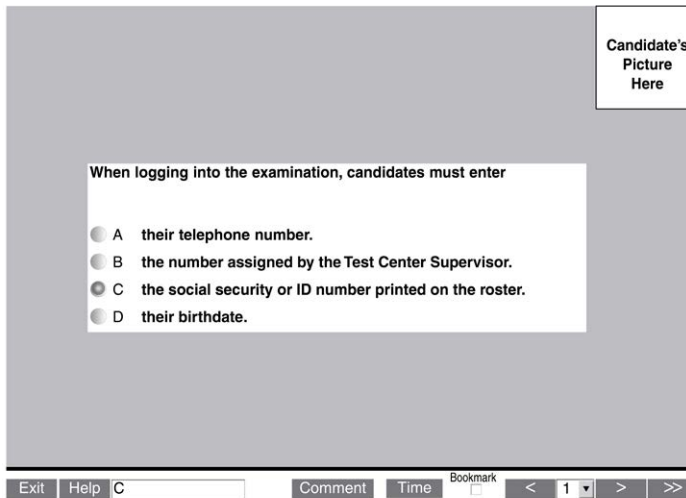 Candidate's
Picture
Here
When logging into the examination, candidates must enter
A their telephone number.
B the number assigned by the Test Center Supervisor.
C the social security or ID number printed on the roster.
D their birthdate.
Bookmark
Exit Help C Comment Time < 1 > >>